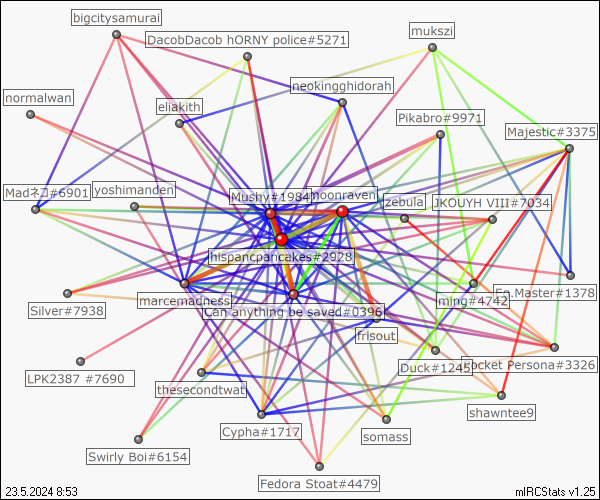 bigcitysamurai
mukszi
DacobDacob hORNY police#5271
neokingghidorah
normalwan
eliakith
Pikabro#9971
Majestic#3375
Madネコ#6901
yoshimanden
Mushy#1984
moonraven
zebula
JKOUYH VIII#7034
hispancpancakes#2928
Silver#7938
marcemadness
Can anything be saved#0396
ming#4742
Eo Master#1378
frisout
LPK2387 #7690
thesecondtwat
Duck#1245
ocket Persona#3326
shawntee9
Cypha#1717
somass
Swirly Boi#6154
Fedora Stoat#4479
23.5.2024 8:53
mIRCStats v1.25